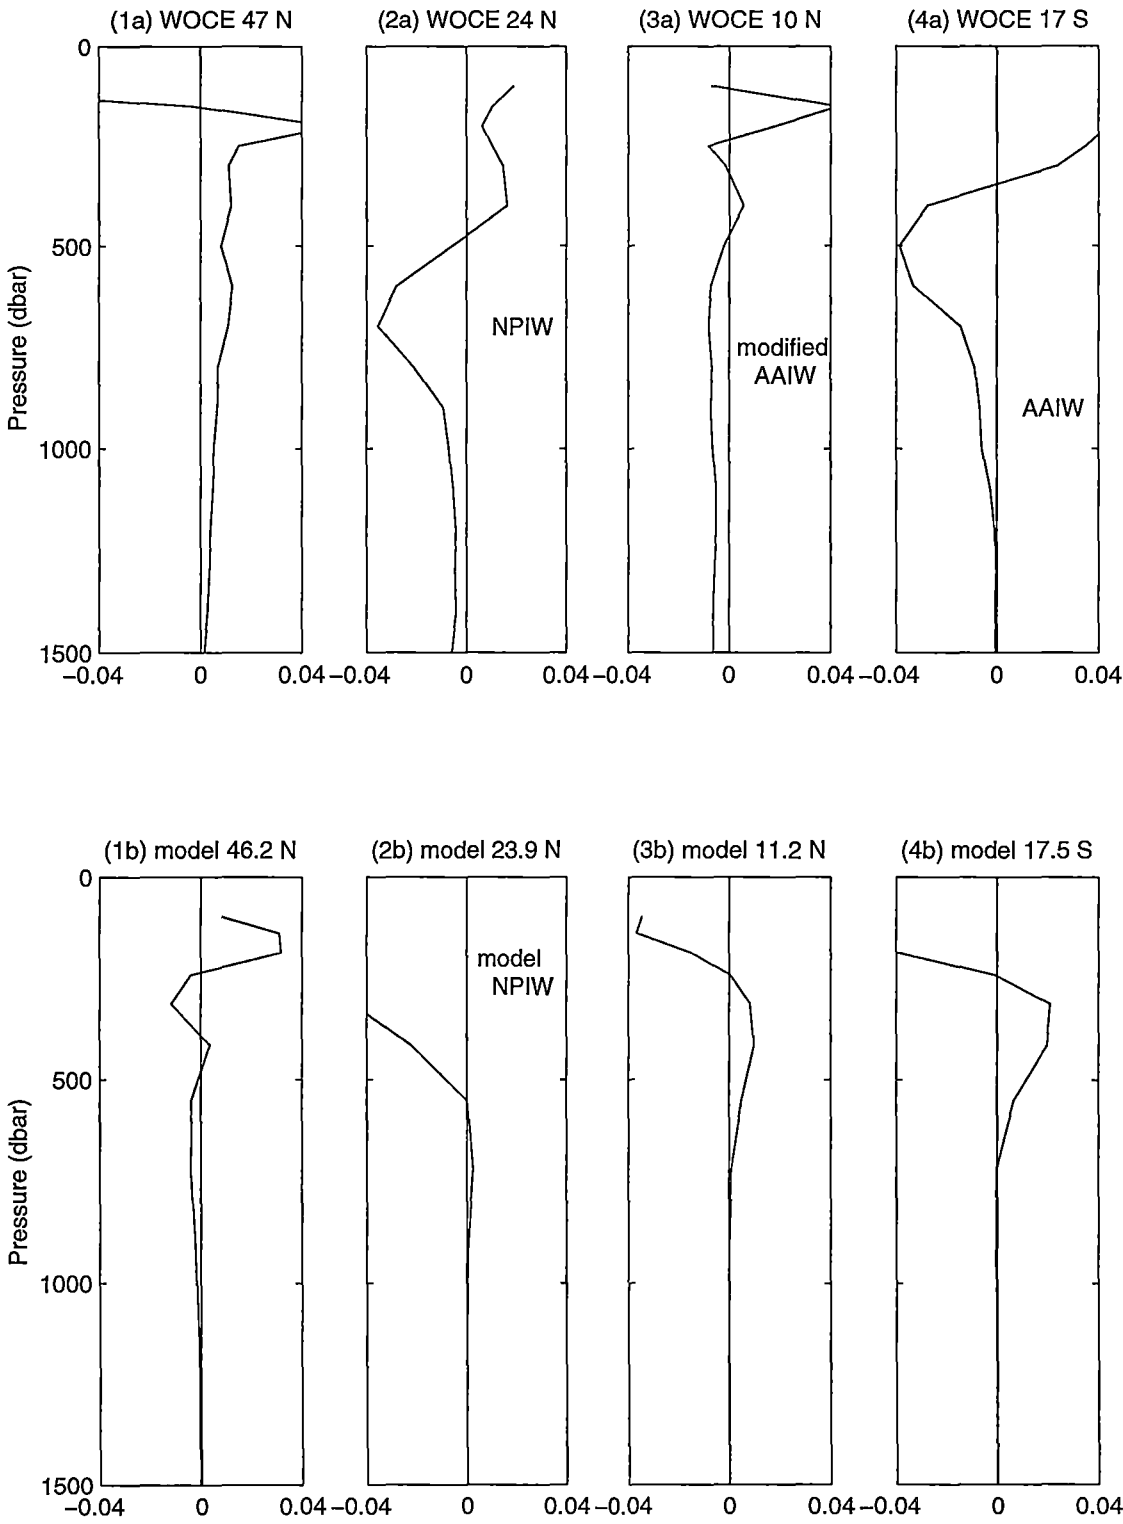 (1a) WOCE 47 N
(2a) WOCE 24 N
(3a) WOCE 10 N
(4a) WOCE 17 S
0
500
1000
1500
Pressure (dbar)
NPIW
modified
AAIW
AAIW
−0.04 0 0.04
−0.04 0 0.04
−0.04 0 0.04
−0.04 0 0.04
(1b) model 46.2 N
(2b) model 23.9 N
(3b) model 11.2 N
(4b) model 17.5 S
0
500
1000
1500
Pressure (dbar)
model
NPIW
−0.04 0 0.04
−0.04 0 0.04
−0.04 0 0.04
−0.04 0 0.04